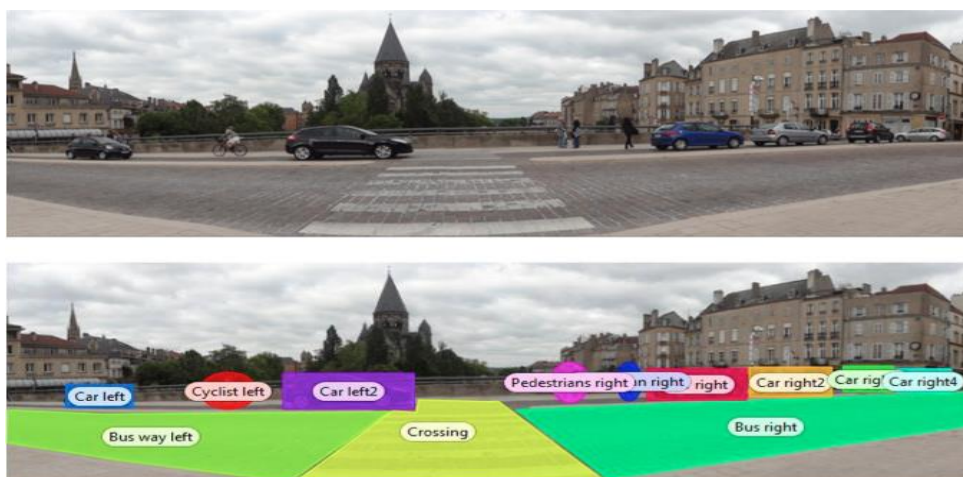 Car left
Cyclist left
Car left2
Pedestrians right
n right
right
Car right2
Car rig
Car right4
Bus way left
Crossing
Bus right